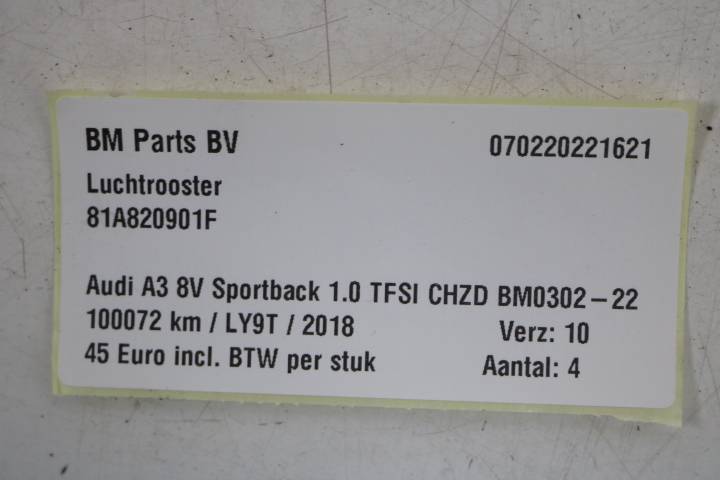 BM Parts BV 070220221621
Luchtrooster
81A820901F
Audi A3 8V Sportback 1.0 TFSI CHZD BM0302-22
100072 km / LY9T / 2018 Verz: 10
45 Euro incl. BTW per stuk Aantal: 4